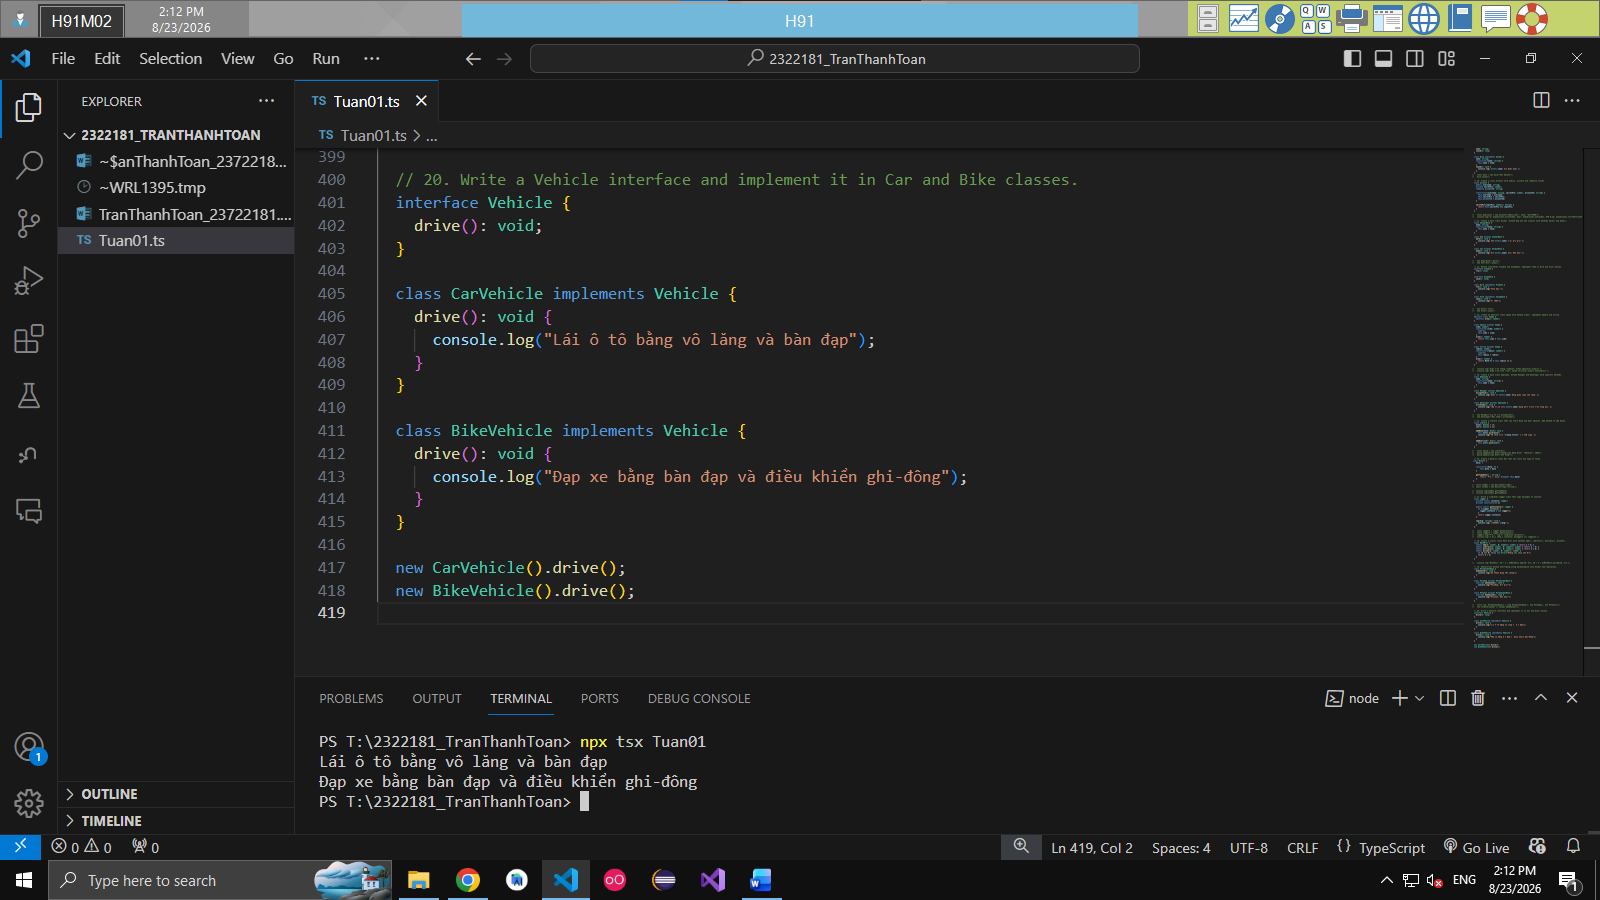 H91M02
2:12 PM
8/23/2026
H91
Q W
A S
File Edit Selection View Go Run ···
2322181_TranThanhToan
EXPLORER
TS Tuan01.ts
2322181_TRANTHANHTOAN
TS Tuan01.ts > ...
~$anThanhToan_2372218...
~WRL1395.tmp
TranThanhToan_23722181....
TS Tuan01.ts
399
400 // 20. Write a Vehicle interface and implement it in Car and Bike classes.
401 interface Vehicle {
402 drive(): void;
403 }
404
405 class CarVehicle implements Vehicle {
406 drive(): void {
407 console.log("Lái ô tô bằng vô lăng và bàn đạp");
408 }
409 }
410
411 class BikeVehicle implements Vehicle {
412 drive(): void {
413 console.log("Đạp xe bằng bàn đạp và điều khiển ghi-đông");
414 }
415 }
416
417 new CarVehicle().drive();
418 new BikeVehicle().drive();
419
PROBLEMS OUTPUT TERMINAL PORTS DEBUG CONSOLE
node
PS T:\2322181_TranThanhToan> npx tsx Tuan01
Lái ô tô bằng vô lăng và bàn đạp
Đạp xe bằng bàn đạp và điều khiển ghi-đông
PS T:\2322181_TranThanhToan>
1
OUTLINE
TIMELINE
0 0 0
Ln 419, Col 2 Spaces: 4 UTF-8 CRLF {} TypeScript Go Live
Type here to search
ENG
2:12 PM
8/23/2026
1